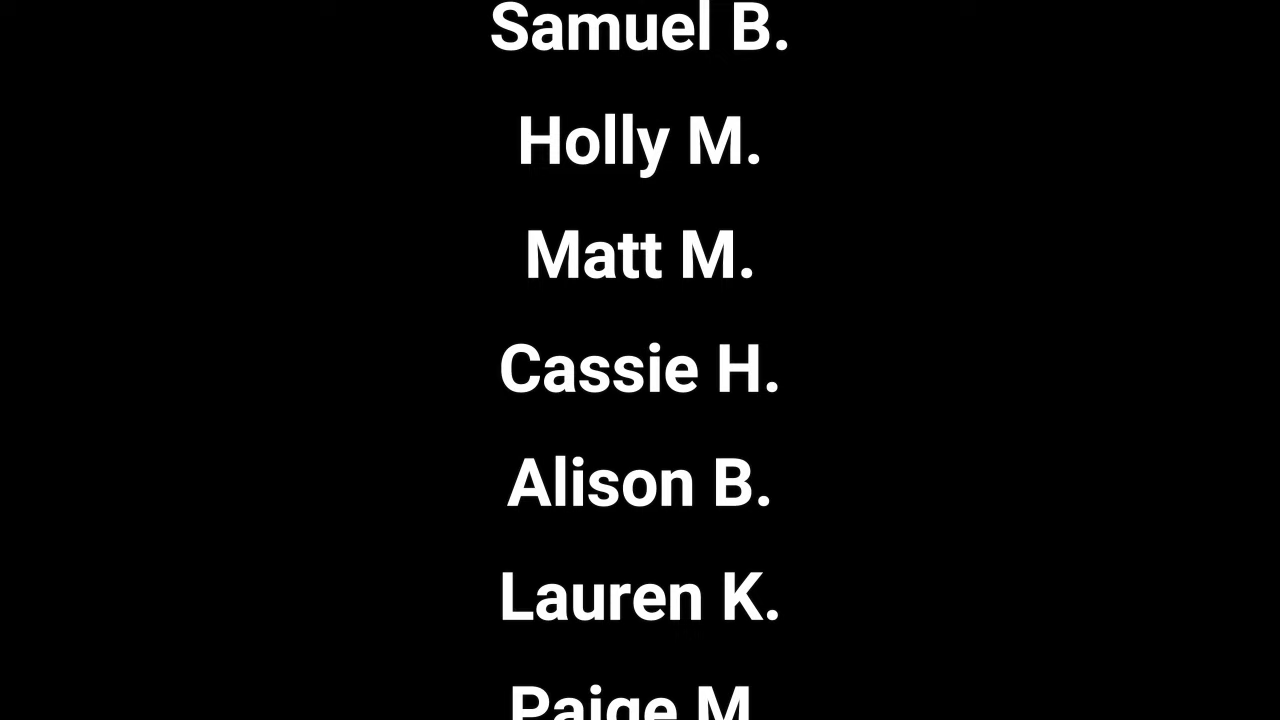 Samuel B.
Holly M.
Matt M.
Cassie H.
Alison B.
Lauren K.
Paige M.